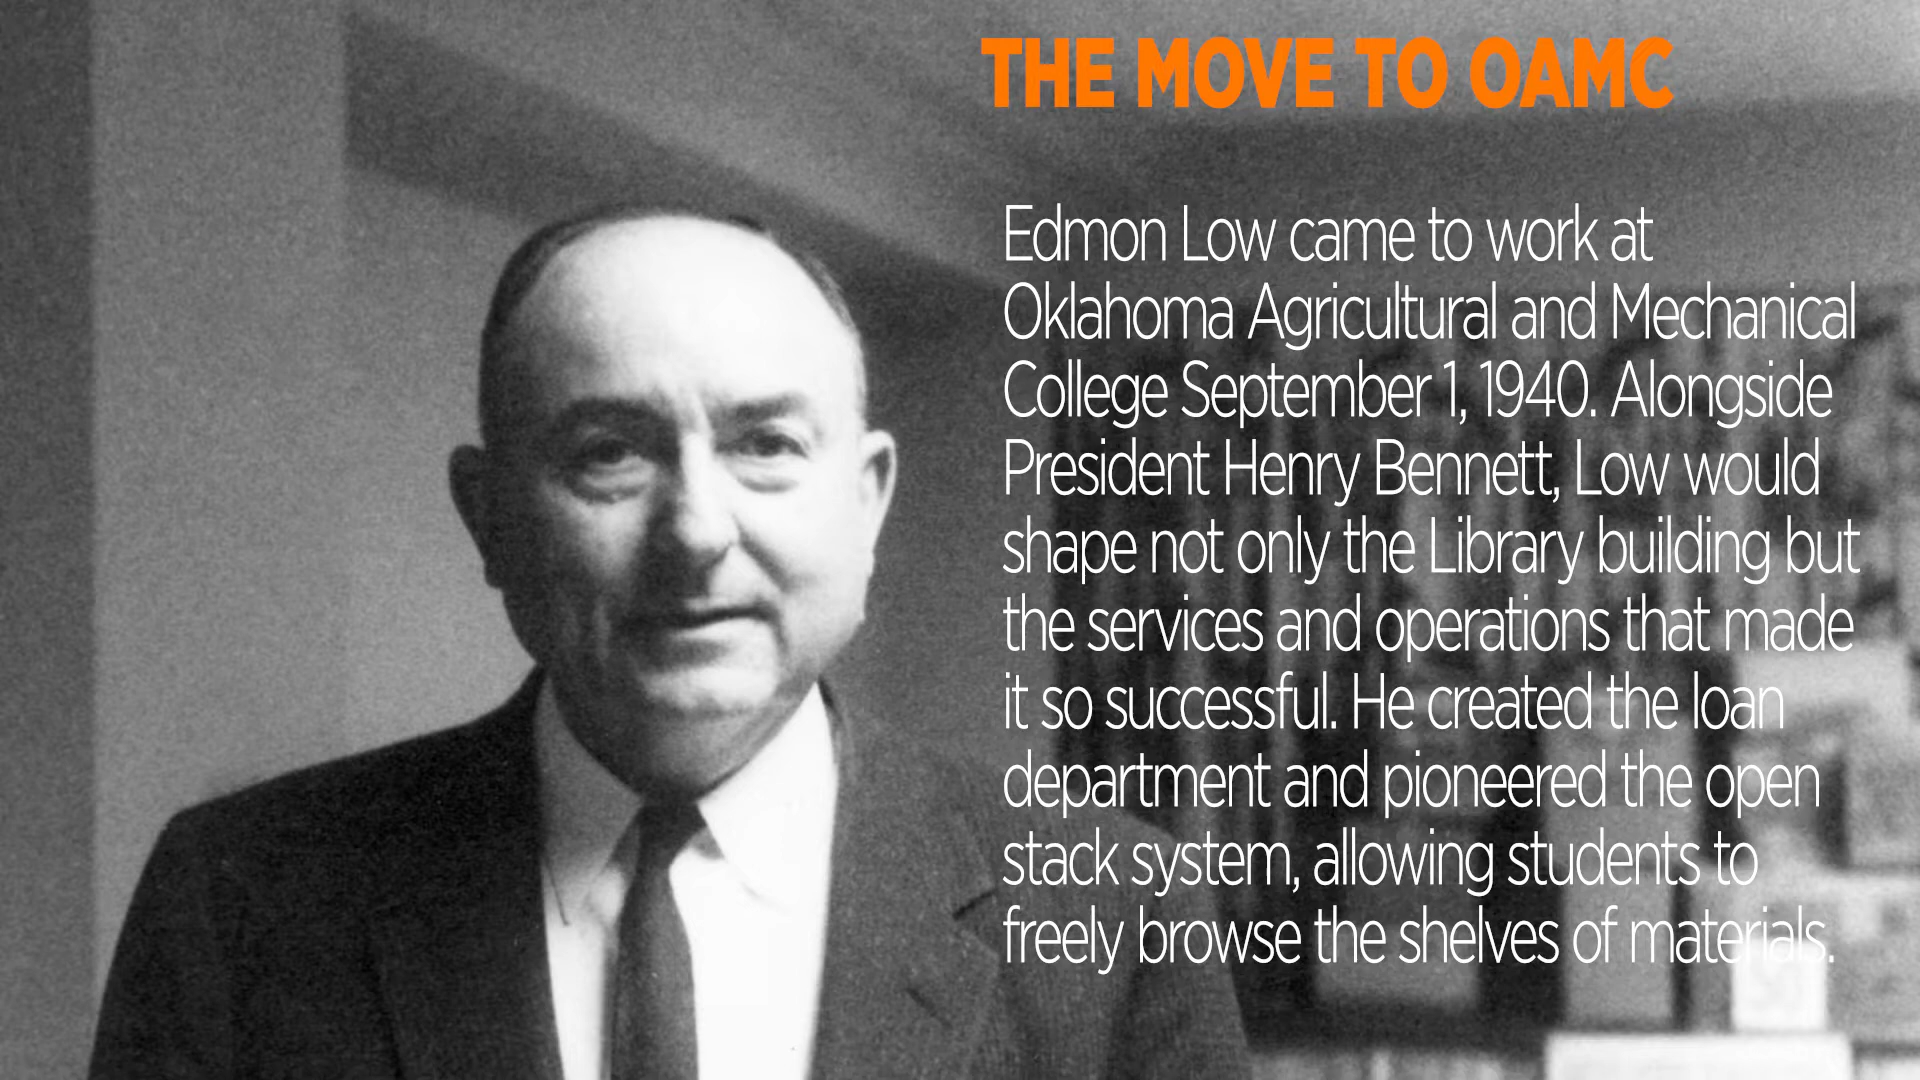 THE MOVE TO OAMC
Edmon Low came to work at
Oklahoma Agricultural and Mechanical
College September 1, 1940. Alongside
President Henry Bennett, Low would
shape not only the Library building but
the services and operations that made
it so successful. He created the loan
department and pioneered the open
stack system, allowing students to
freely browse the shelves of materials.